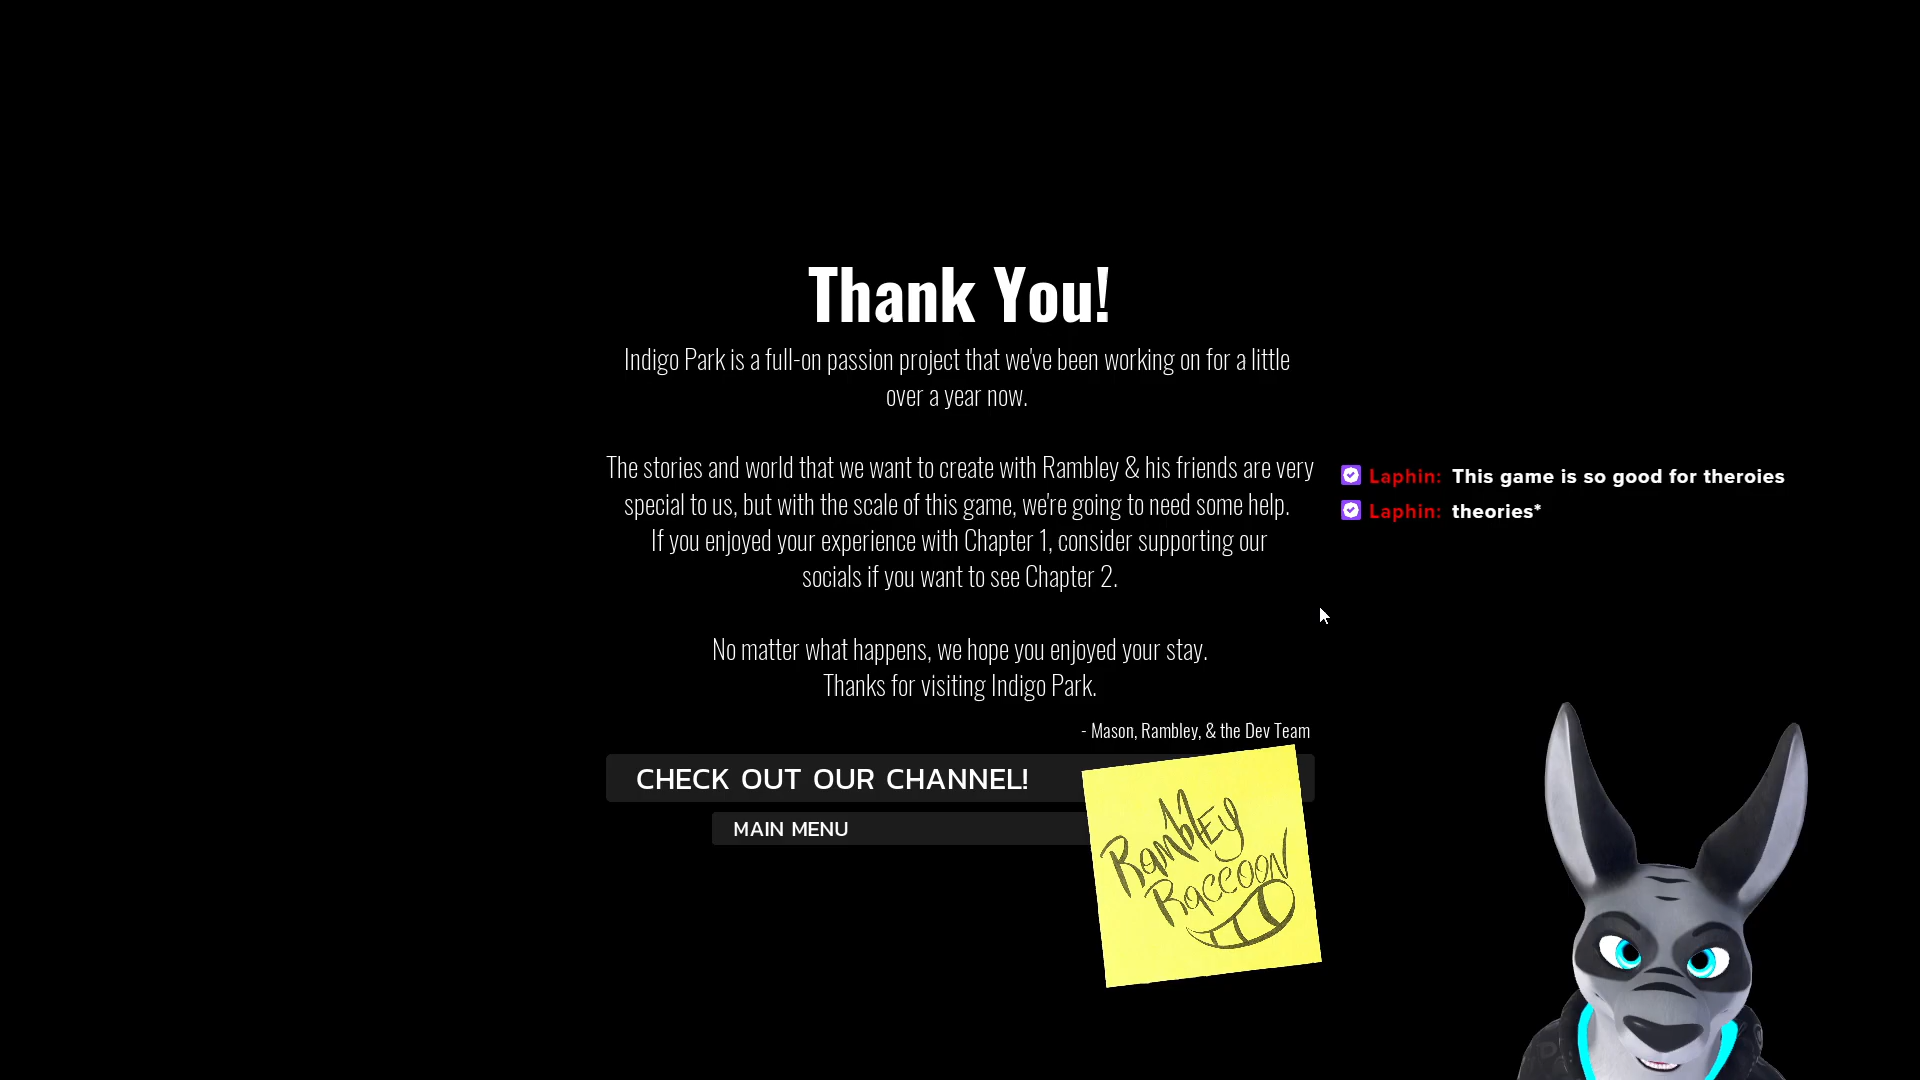 Thank You!
Indigo Park is a full-on passion project that we've been working on for a little
over a year now.
The stories and world that we want to create with Rambley & his friends are very
special to us, but with the scale of this game, we're going to need some help.
If you enjoyed your experience with Chapter 1, consider supporting our
socials if you want to see Chapter 2.
No matter what happens, we hope you enjoyed your stay.
Thanks for visiting Indigo Park.
- Mason, Rambley, & the Dev Team
CHECK OUT OUR CHANNEL!
MAIN MENU
Rambley
Raccoon
Laphin: This game is so good for theroies
Laphin: theories*